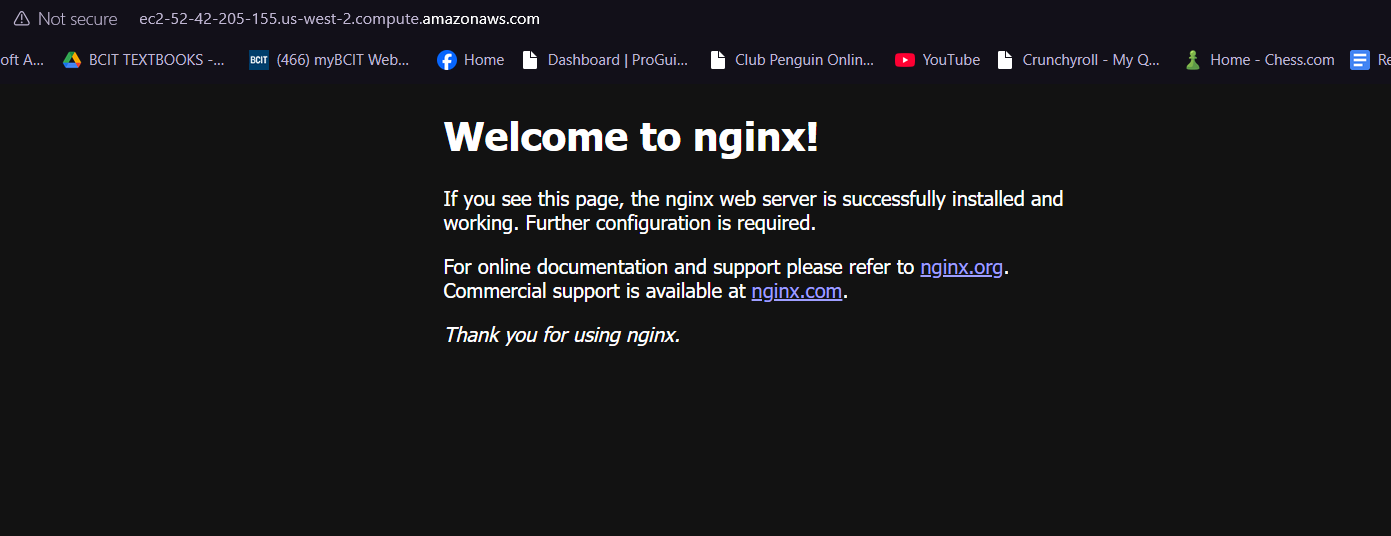 Not secure ec2-52-42-205-155.us-west-2.compute.amazonaws.com
oft A... BCIT TEXTBOOKS -... BCIT (466) myBCIT Web... Home Dashboard | ProGui... Club Penguin Onlin... YouTube Crunchyroll - My Q... Home - Chess.com Re
Welcome to nginx!
If you see this page, the nginx web server is successfully installed and
working. Further configuration is required.
For online documentation and support please refer to nginx.org.
Commercial support is available at nginx.com.
Thank you for using nginx.